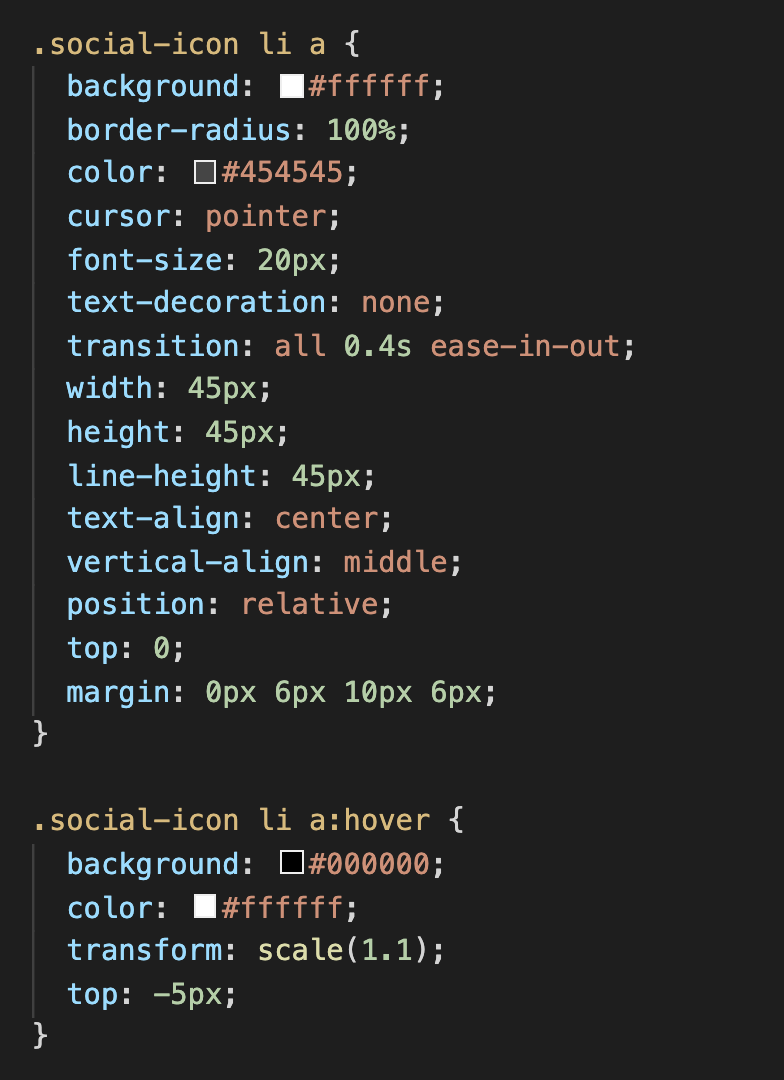 .social-icon li a {
background: #ffffff;
border-radius: 100%;
color: #454545;
cursor: pointer;
font-size: 20px;
text-decoration: none;
transition: all 0.4s ease-in-out;
width: 45px;
height: 45px;
line-height: 45px;
text-align: center;
vertical-align: middle;
position: relative;
top: 0;
margin: 0px 6px 10px 6px;
}
.social-icon li a:hover {
background: #000000;
color: #ffffff;
transform: scale(1.1);
top: -5px;
}